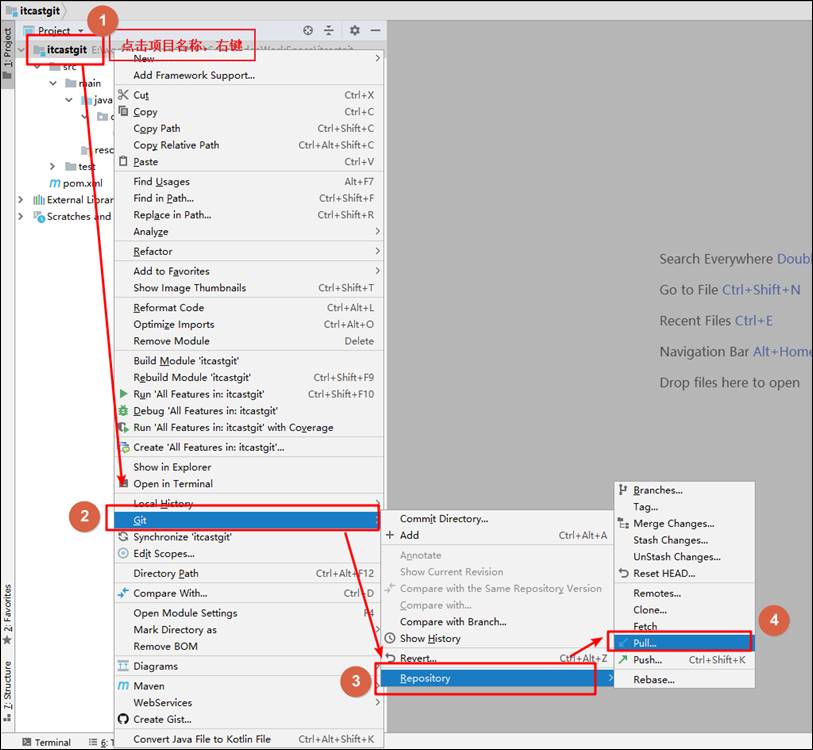 itcastgit
1
1: Project
Project
点击项目名称，右键
itcastgit
src
main
java
resc
test
pom.xml
External Librar
Scratches and
New
Add Framework Support...
Cut Ctrl+X
Copy Ctrl+C
Copy Path Ctrl+Shift+C
Copy Relative Path Ctrl+Alt+Shift+C
Paste Ctrl+V
Find Usages Alt+F7
Find in Path... Ctrl+Shift+F
Replace in Path... Ctrl+Shift+R
Analyze
Refactor
Add to Favorites
Show Image Thumbnails Ctrl+Shift+T
Reformat Code Ctrl+Alt+L
Optimize Imports Ctrl+Alt+O
Remove Module Delete
Build Module 'itcastgit'
Rebuild Module 'itcastgit' Ctrl+Shift+F9
Run 'All Features in: itcastgit' Ctrl+Shift+F10
Debug 'All Features in: itcastgit'
Run 'All Features in: itcastgit' with Coverage
Create 'All Features in: itcastgit'...
Show in Explorer
Open in Terminal
Local History
2
Git
Synchronize 'itcastgit'
Edit Scopes...
Directory Path Ctrl+Alt+F12
Compare With... Ctrl+D
Open Module Settings F4
Mark Directory as
Remove BOM
Diagrams
Maven
WebServices
Create Gist...
Convert Java File to Kotlin File Ctrl+Alt+Shift+K
Commit Directory...
Add Ctrl+Alt+A
Annotate
Show Current Revision
Compare with the Same Repository Version
Compare with...
Compare with Branch...
Show History
Revert... Ctrl+Alt+Z
3
Repository
Branches...
Tag...
Merge Changes...
Stash Changes...
UnStash Changes...
Reset HEAD...
Remotes...
Clone...
Fetch
4
Pull...
Push... Ctrl+Shift+K
Rebase...
Search Everywhere Doubl
Go to File Ctrl+Shift+N
Recent Files Ctrl+E
Navigation Bar Alt+Home
Drop files here to open
2: Favorites
7: Structure
Terminal
6: T